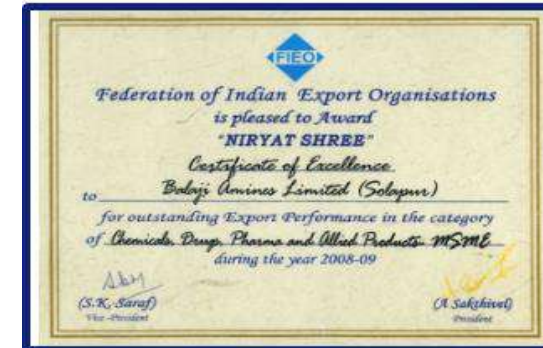 FIEO
Federation of Indian Export Organisations
is pleased to Award
"NIRYAT SHREE"
Certificate of Excellence
to Balaji Amines Limited (Solapur)
for outstanding Export Performance in the category
of Chemicals, Drugs, Pharma and Allied Products MSME
during the year 2008-09
(S.K. Saraf) (A Sakthivel)
Vice -President President